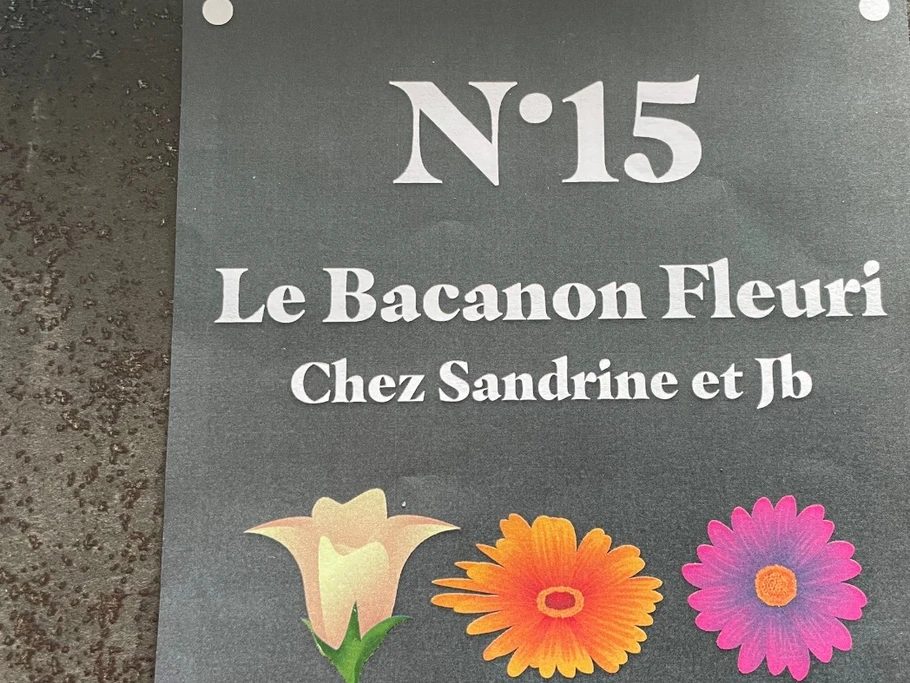 N°15
Le Bacanon Fleuri
Chez Sandrine et Jb